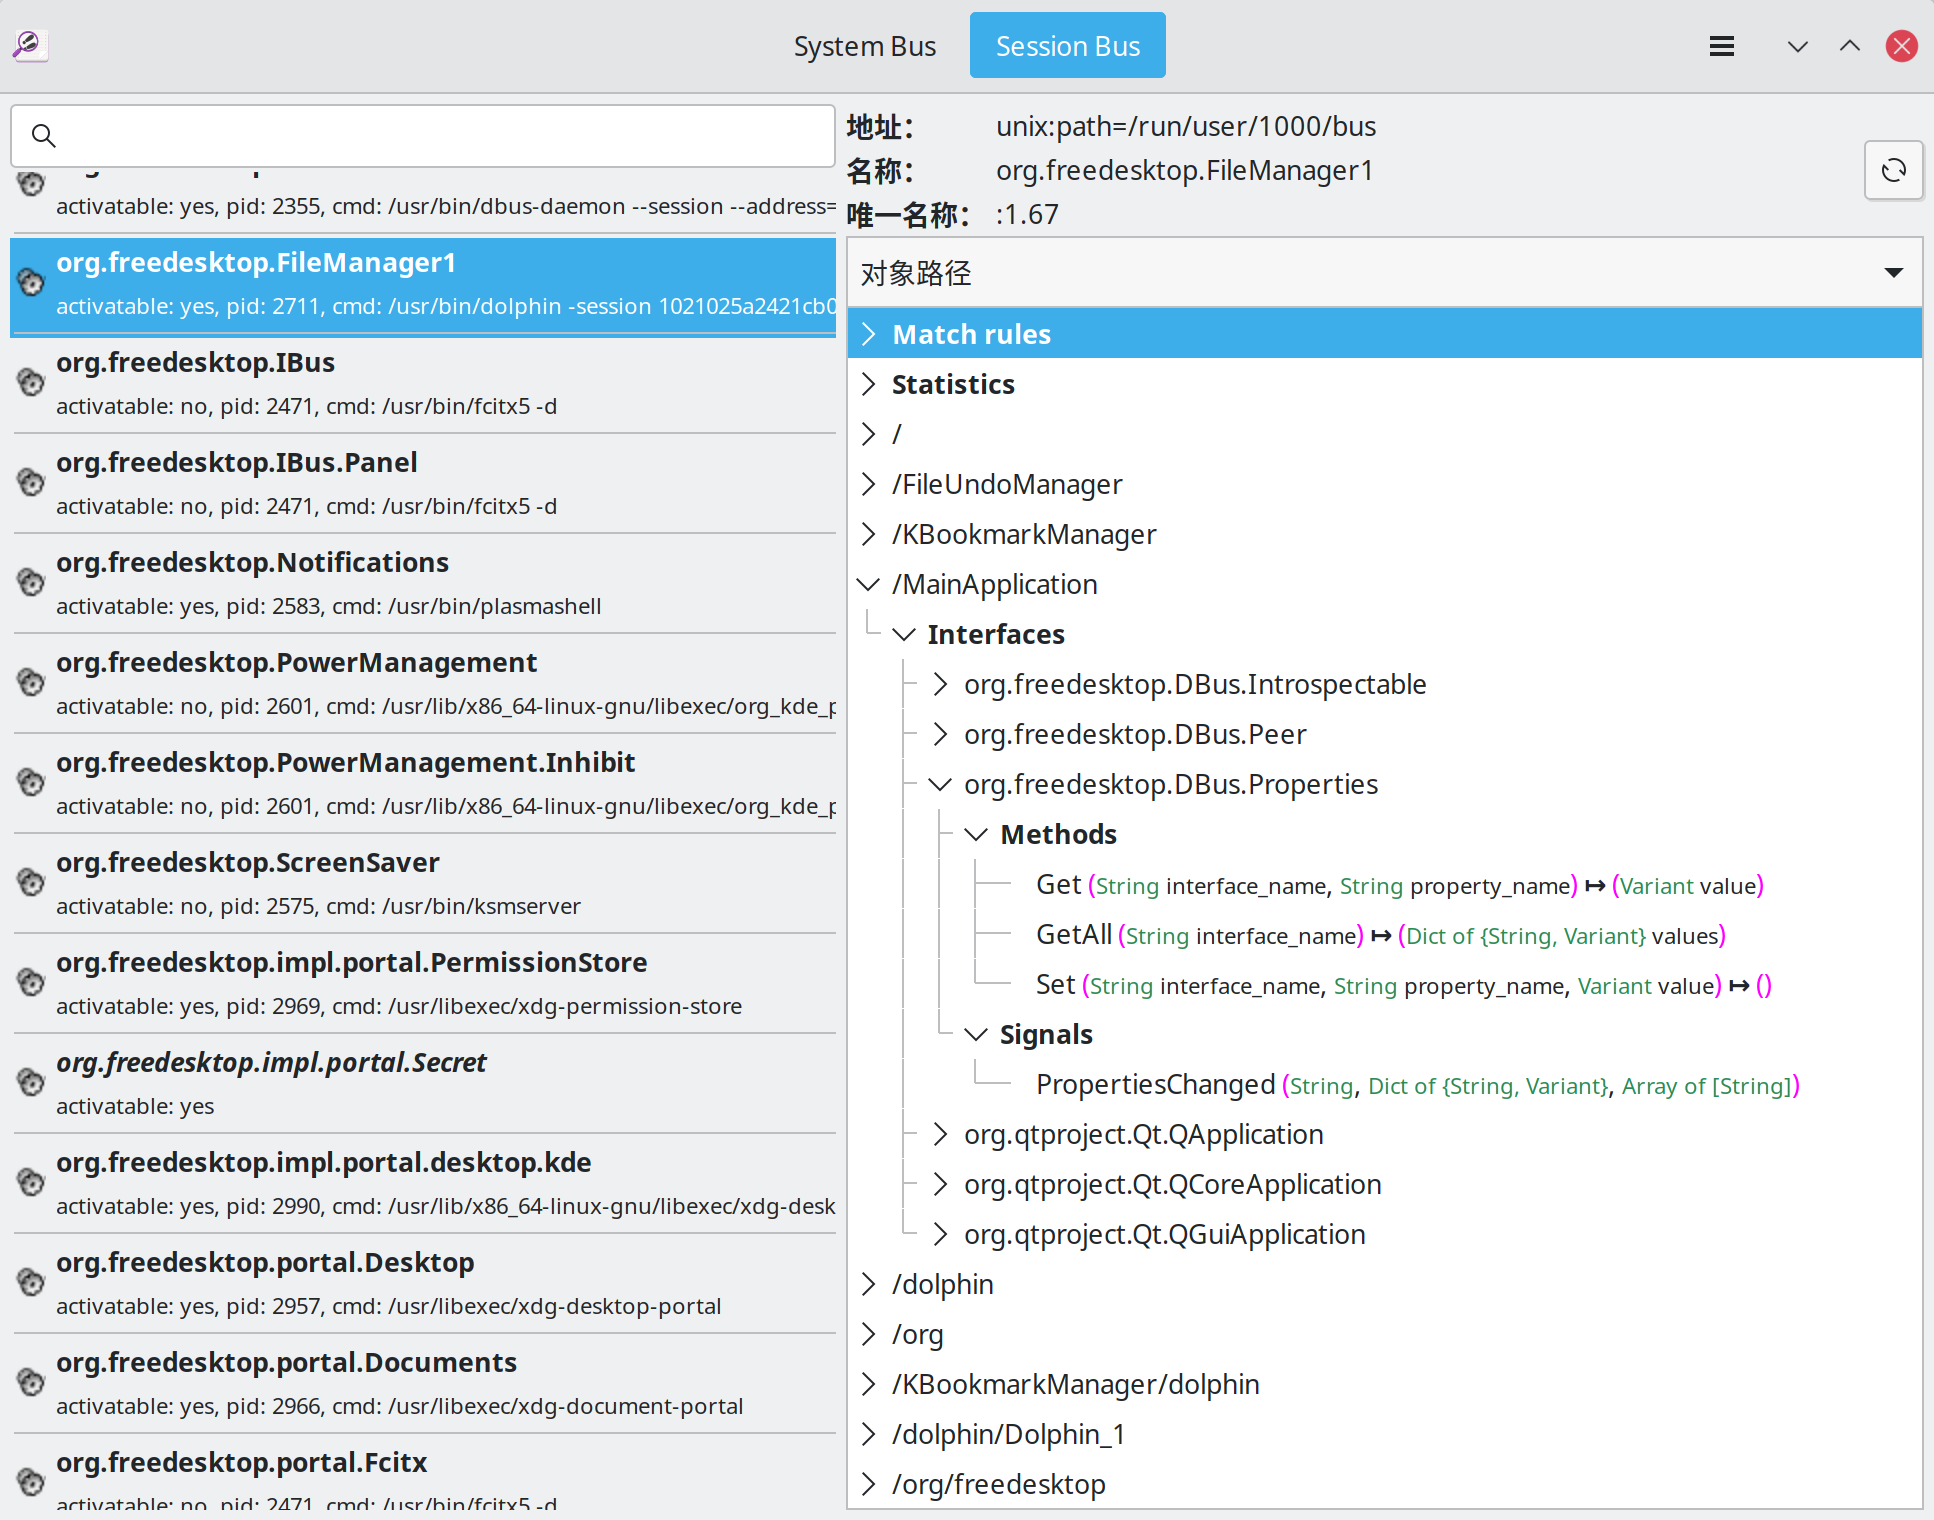 System Bus
Session Bus
activatable: yes, pid: 2355, cmd: /usr/bin/dbus-daemon --session --address=
org.freedesktop.FileManager1
activatable: yes, pid: 2711, cmd: /usr/bin/dolphin -session 1021025a2421cb0
org.freedesktop.IBus
activatable: no, pid: 2471, cmd: /usr/bin/fcitx5 -d
org.freedesktop.IBus.Panel
activatable: no, pid: 2471, cmd: /usr/bin/fcitx5 -d
org.freedesktop.Notifications
activatable: yes, pid: 2583, cmd: /usr/bin/plasmashell
org.freedesktop.PowerManagement
activatable: no, pid: 2601, cmd: /usr/lib/x86_64-linux-gnu/libexec/org_kde_p
org.freedesktop.PowerManagement.Inhibit
activatable: no, pid: 2601, cmd: /usr/lib/x86_64-linux-gnu/libexec/org_kde_p
org.freedesktop.ScreenSaver
activatable: no, pid: 2575, cmd: /usr/bin/ksmserver
org.freedesktop.impl.portal.PermissionStore
activatable: yes, pid: 2969, cmd: /usr/libexec/xdg-permission-store
org.freedesktop.impl.portal.Secret
activatable: yes
org.freedesktop.impl.portal.desktop.kde
activatable: yes, pid: 2990, cmd: /usr/lib/x86_64-linux-gnu/libexec/xdg-desk
org.freedesktop.portal.Desktop
activatable: yes, pid: 2957, cmd: /usr/libexec/xdg-desktop-portal
org.freedesktop.portal.Documents
activatable: yes, pid: 2966, cmd: /usr/libexec/xdg-document-portal
org.freedesktop.portal.Fcitx
activatable: no, pid: 2471, cmd: /usr/bin/fcitx5 -d
地址： unix:path=/run/user/1000/bus
名称： org.freedesktop.FileManager1
唯一名称： :1.67
对象路径
Match rules
Statistics
/
/FileUndoManager
/KBookmarkManager
/MainApplication
Interfaces
org.freedesktop.DBus.Introspectable
org.freedesktop.DBus.Peer
org.freedesktop.DBus.Properties
Methods
Get (String interface_name, String property_name) ↦ (Variant value)
GetAll (String interface_name) ↦ (Dict of {String, Variant} values)
Set (String interface_name, String property_name, Variant value) ↦ ()
Signals
PropertiesChanged (String, Dict of {String, Variant}, Array of [String])
org.qtproject.Qt.QApplication
org.qtproject.Qt.QCoreApplication
org.qtproject.Qt.QGuiApplication
/dolphin
/org
/KBookmarkManager/dolphin
/dolphin/Dolphin_1
/org/freedesktop